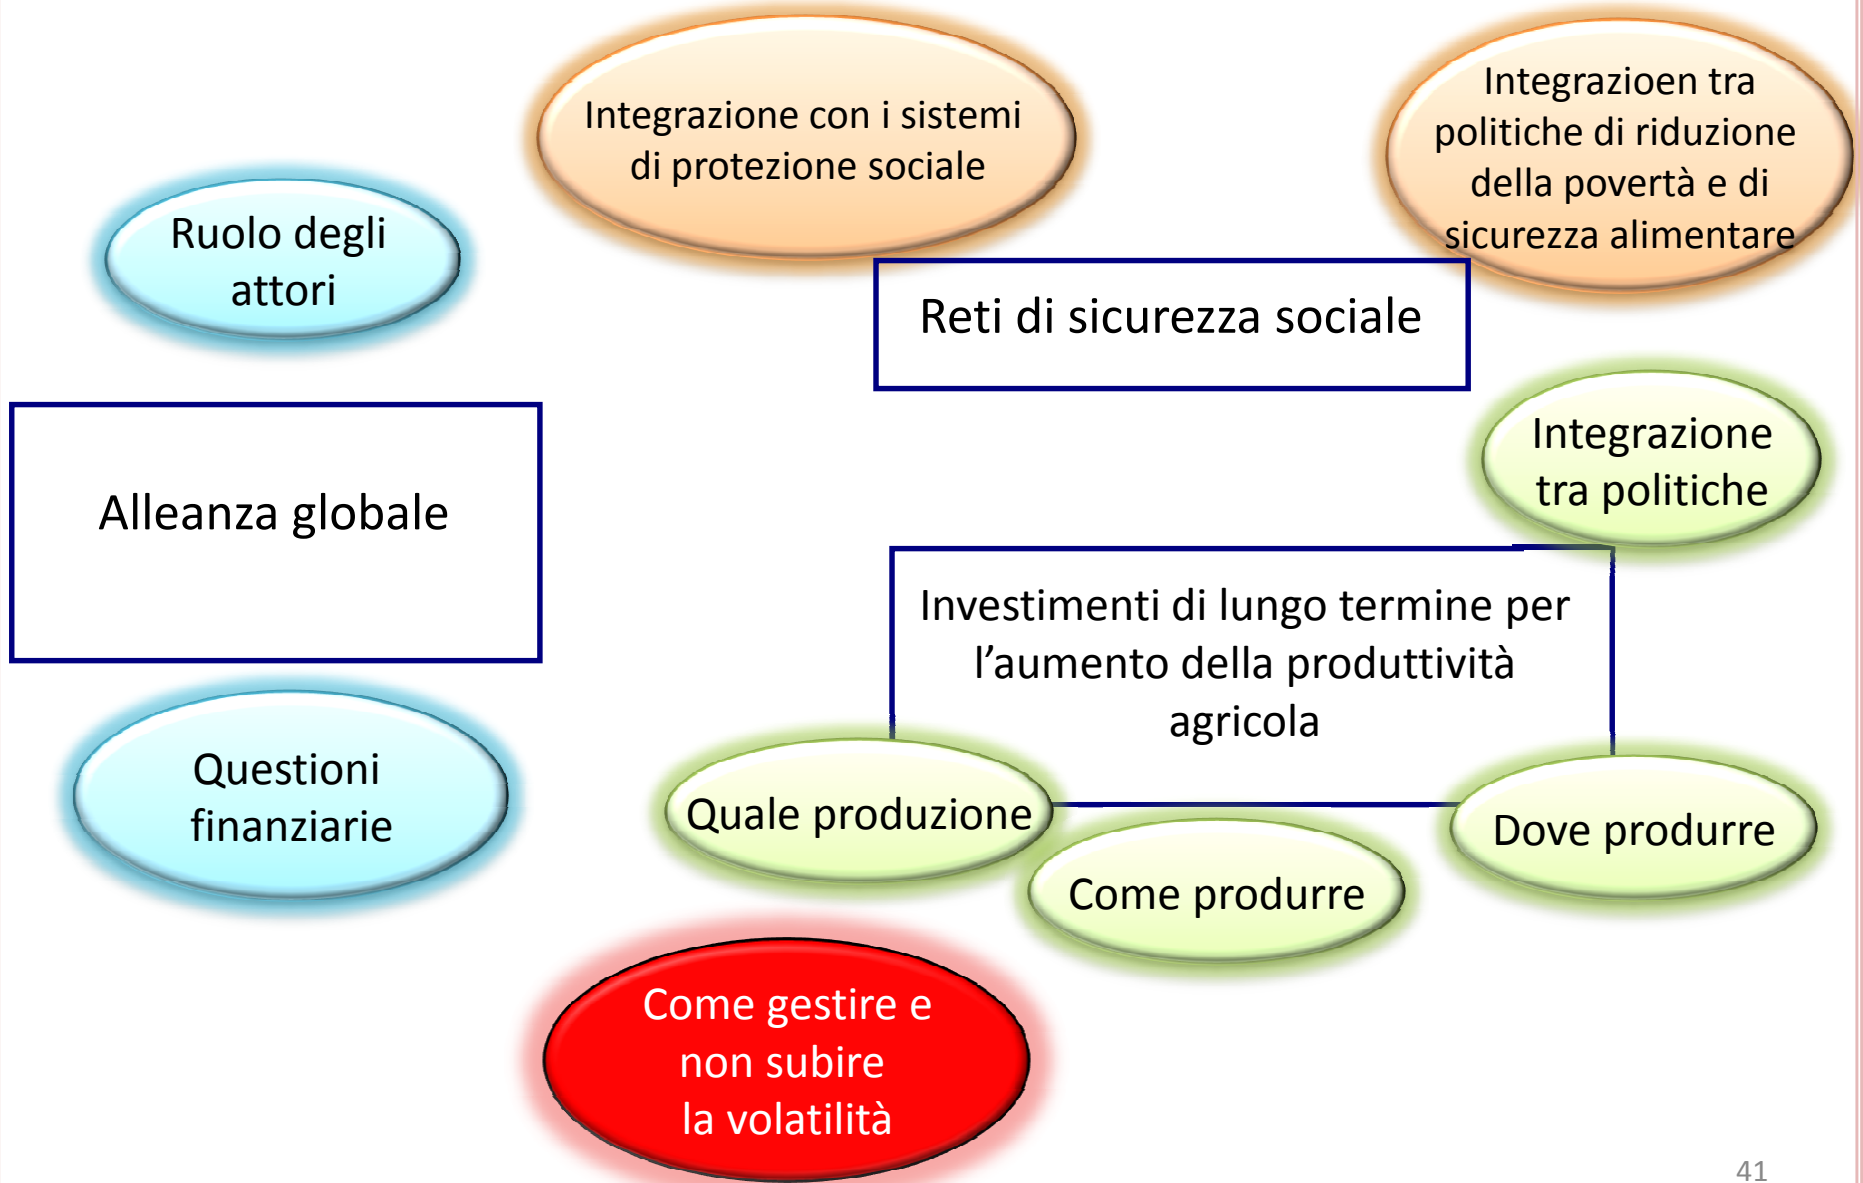 Integrazione con i sistemi
di protezione sociale
Integrazioen tra
politiche di riduzione
della povertà e di
sicurezza alimentare
Ruolo degli
attori
Reti di sicurezza sociale
Alleanza globale
Integrazione
tra politiche
Investimenti di lungo termine per
l’aumento della produttività
agricola
Questioni
finanziarie
Quale produzione
Come produrre
Dove produrre
Come gestire e
non subire
la volatilità
41